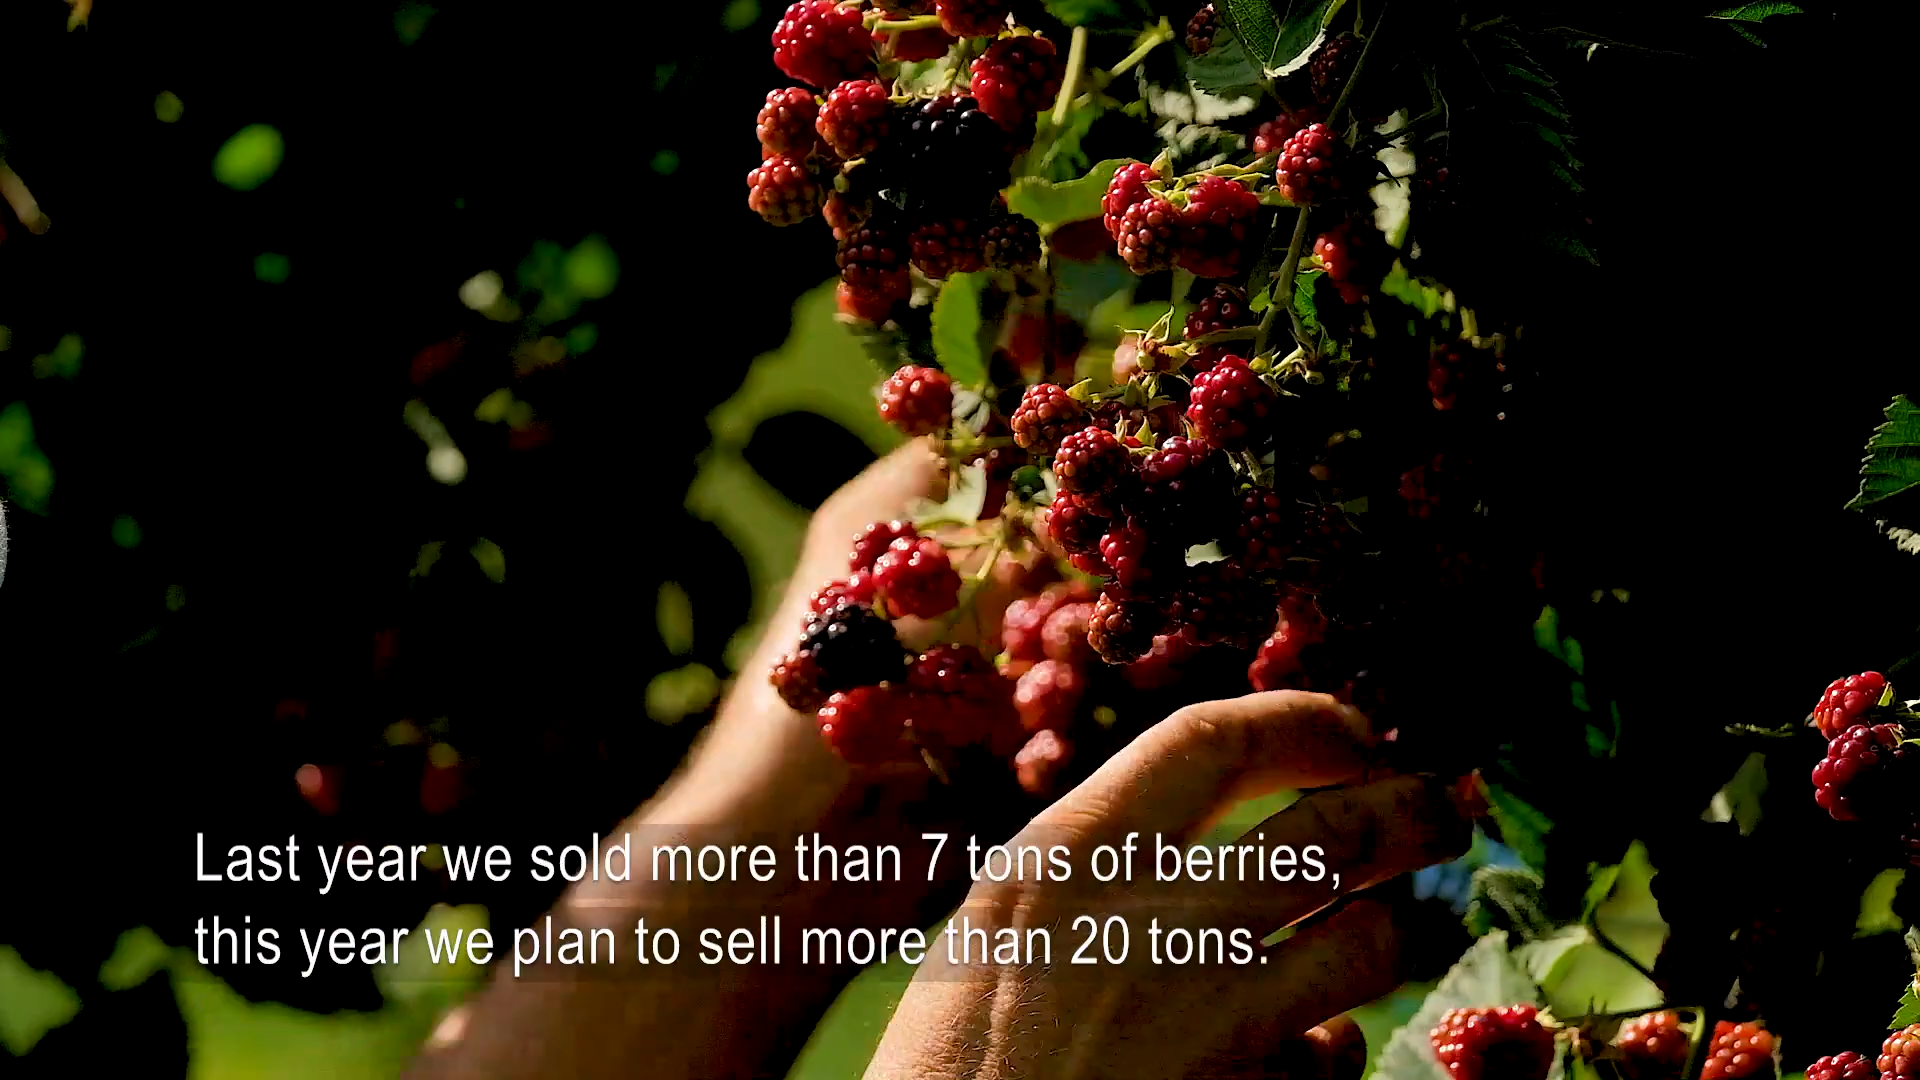 Last year we sold more than 7 tons of berries,
this year we plan to sell more than 20 tons.